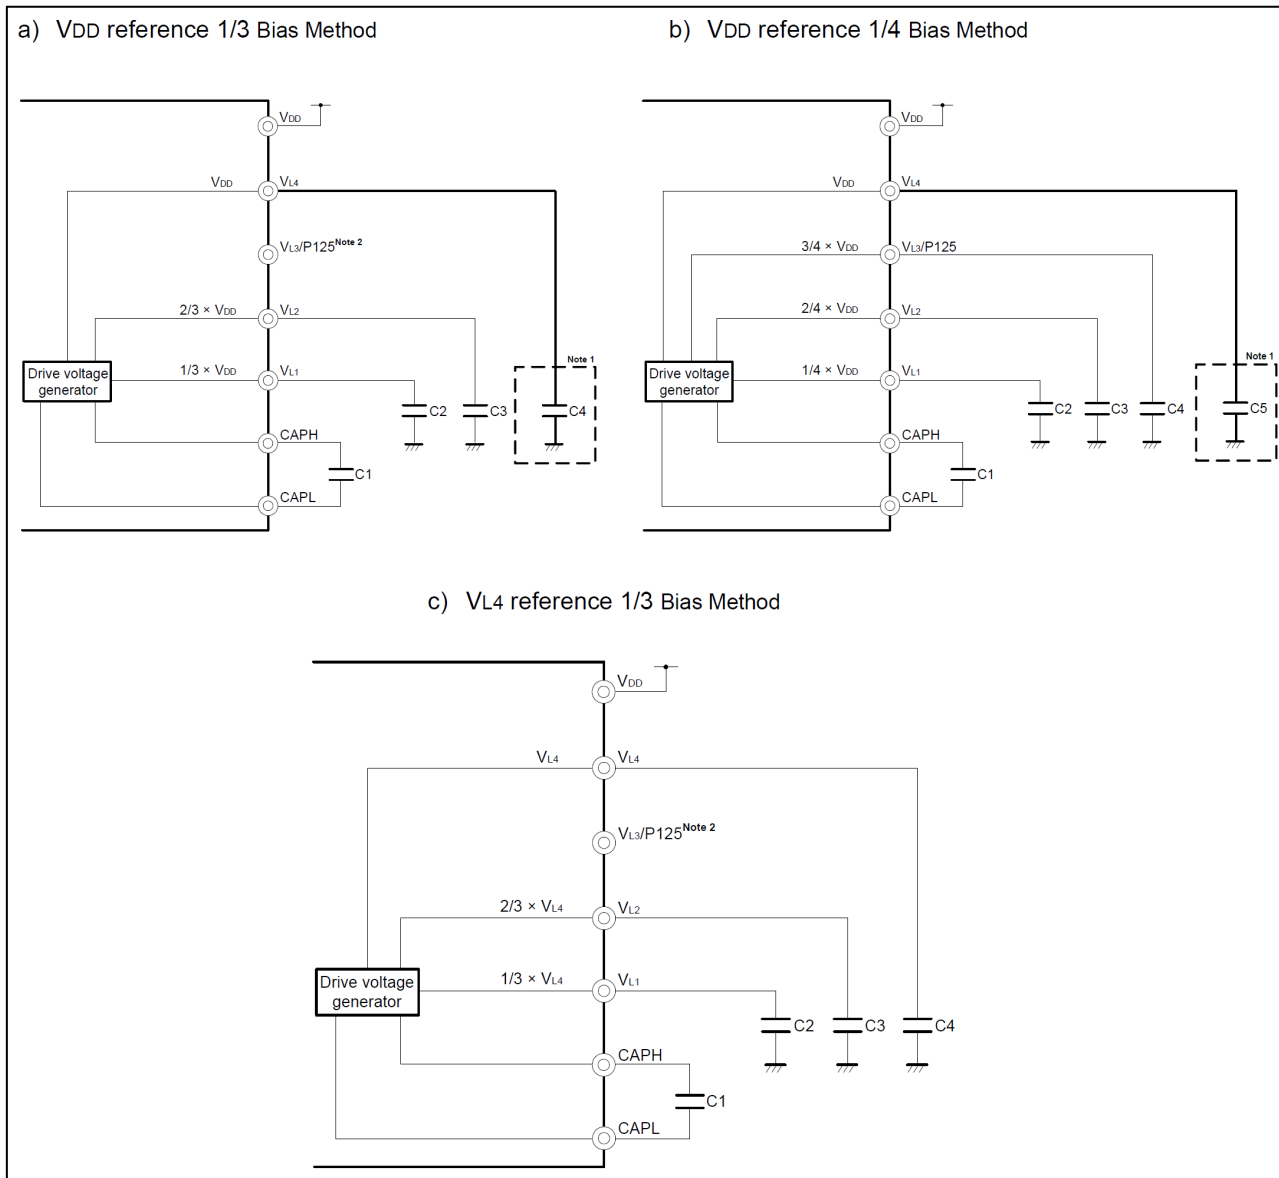 a) VDD reference 1/3 Bias Method
VDD
VDD
VL4
VL3/P125Note 2
2/3 × VDD
VL2
Note 1
Drive voltage
generator
1/3 × VDD
VL1
C2
C3
C4
CAPH
C1
CAPL
b) VDD reference 1/4 Bias Method
VDD
VDD
VL4
3/4 × VDD
VL3/P125
2/4 × VDD
VL2
Note 1
Drive voltage
generator
1/4 × VDD
VL1
C2
C3
C4
C5
CAPH
C1
CAPL
c) VL4 reference 1/3 Bias Method
VDD
VL4
VL4
VL3/P125Note 2
2/3 × VL4
VL2
Drive voltage
generator
1/3 × VL4
VL1
C2
C3
C4
CAPH
C1
CAPL